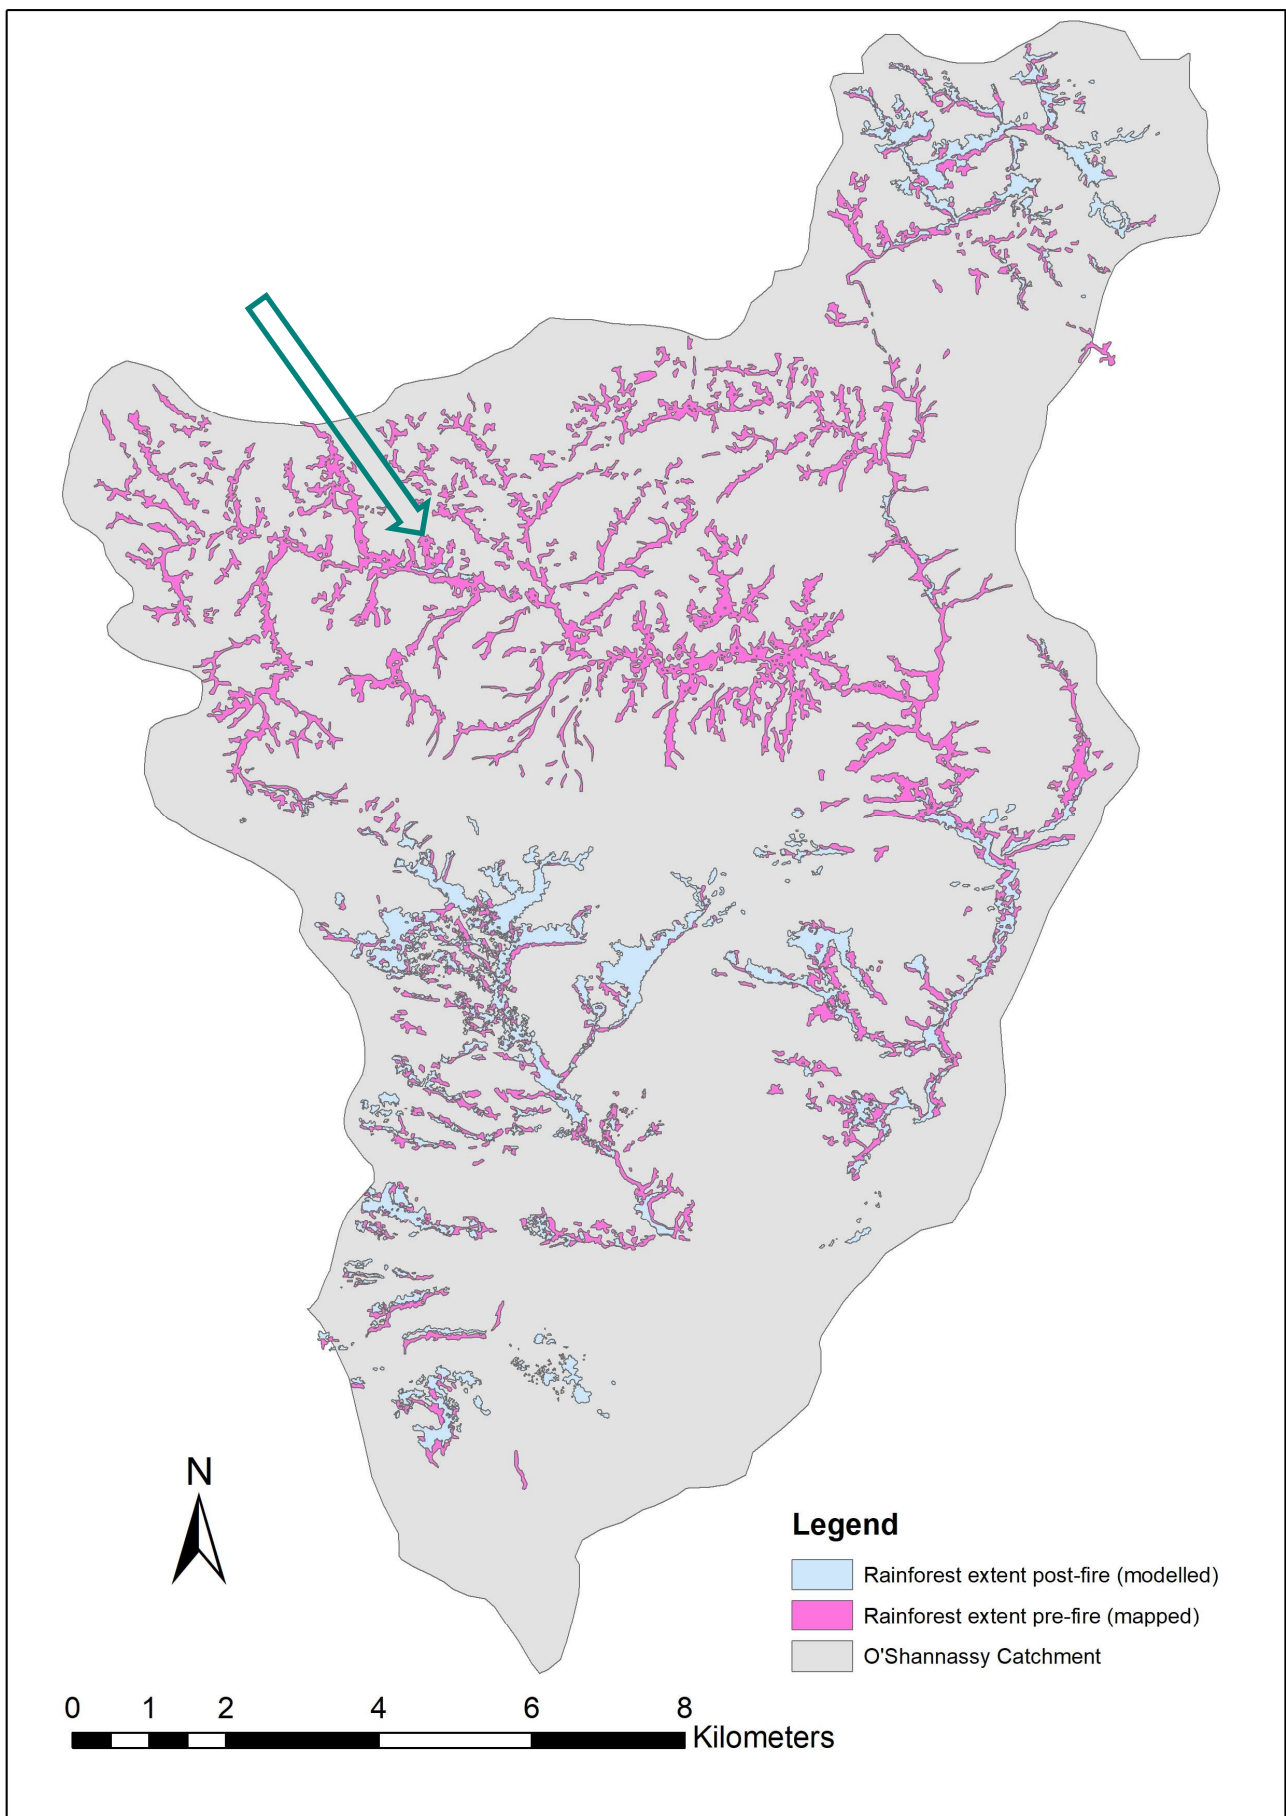 N
Legend
Rainforest extent post-fire (modelled)
Rainforest extent pre-fire (mapped)
O'Shannassy Catchment
0 1 2 4 6 8
Kilometers